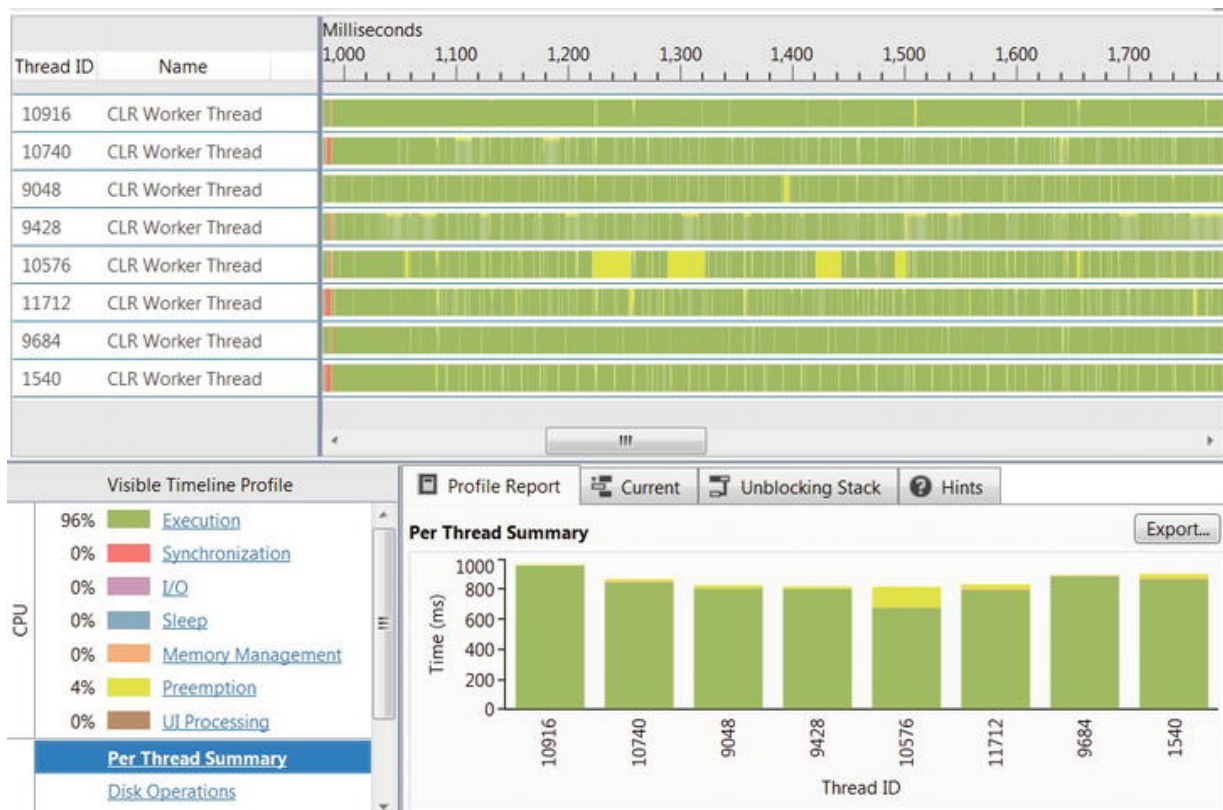 Milliseconds
Thread ID Name 1,000 1,100 1,200 1,300 1,400 1,500 1,600 1,700
10916 CLR Worker Thread
10740 CLR Worker Thread
9048 CLR Worker Thread
9428 CLR Worker Thread
10576 CLR Worker Thread
11712 CLR Worker Thread
9684 CLR Worker Thread
1540 CLR Worker Thread
Visible Timeline Profile
CPU
96% Execution
0% Synchronization
0% I/O
0% Sleep
0% Memory Management
4% Preemption
0% UI Processing
Per Thread Summary
Disk Operations
Profile Report Current Unblocking Stack Hints
Per Thread Summary Export...
Time (ms)
1000
800
600
400
200
0
10916 10740 9048 9428 10576 11712 9684 1540
Thread ID